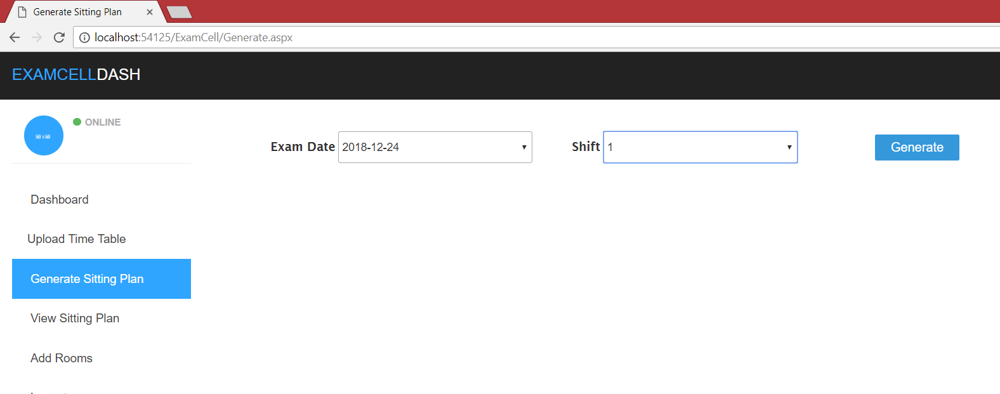 Generate Sitting Plan
localhost:54125/ExamCell/Generate.aspx
EXAMCELLDASH
50 x 50
ONLINE
Exam Date 2018-12-24 Shift 1 Generate
Dashboard
Upload Time Table
Generate Sitting Plan
View Sitting Plan
Add Rooms